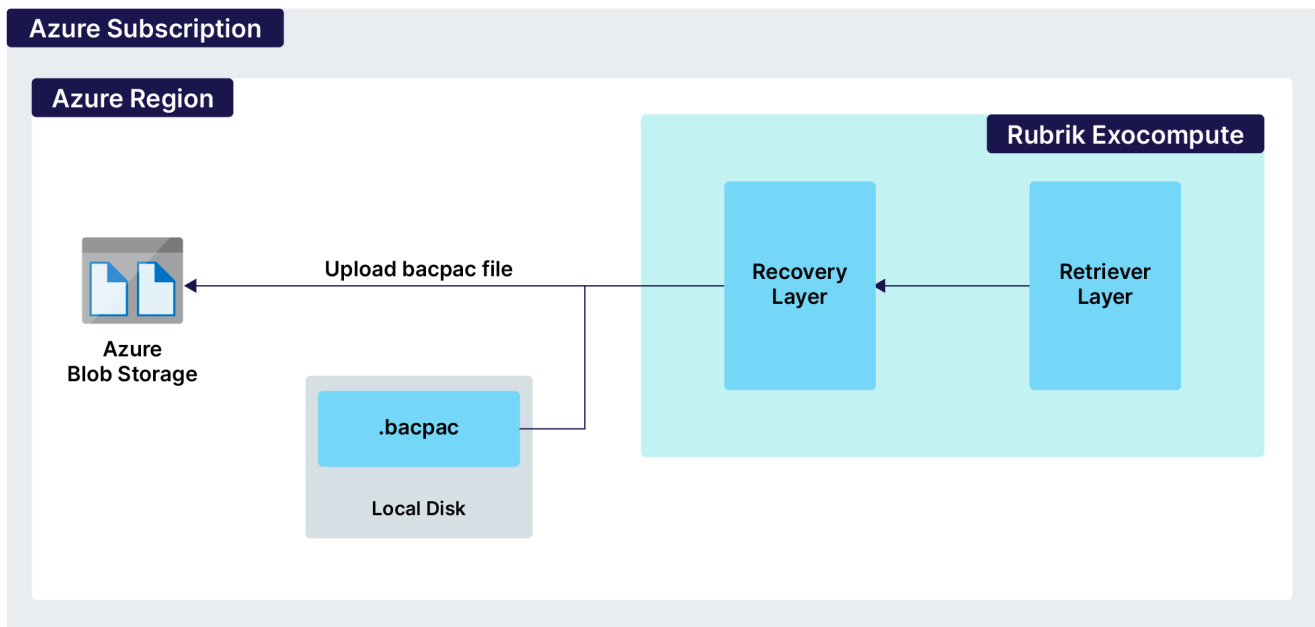 Azure Subscription
Azure Region
Rubrik Exocompute
Upload bacpac file
Recovery
Layer
Retriever
Layer
Azure
Blob Storage
.bacpac
Local Disk